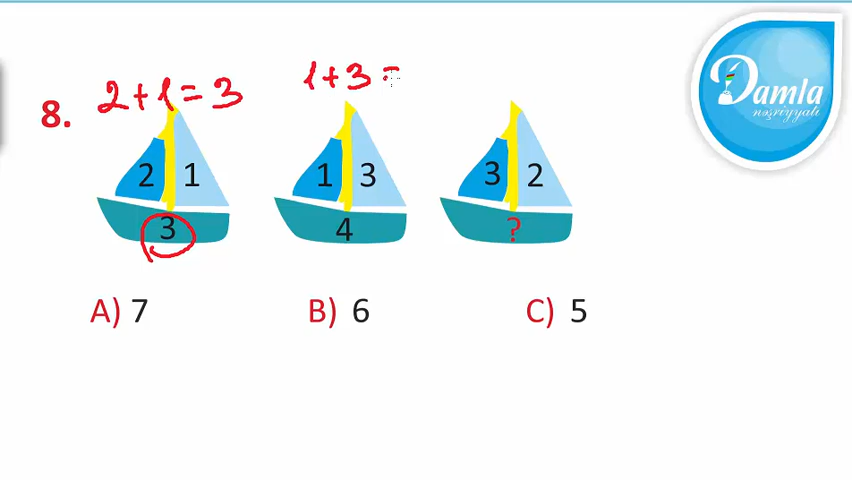 2+1=3
1+3=
8.
2 1
3
1 3
4
3 2
?
A) 7
B) 6
C) 5
Damla
nəşriyyatı